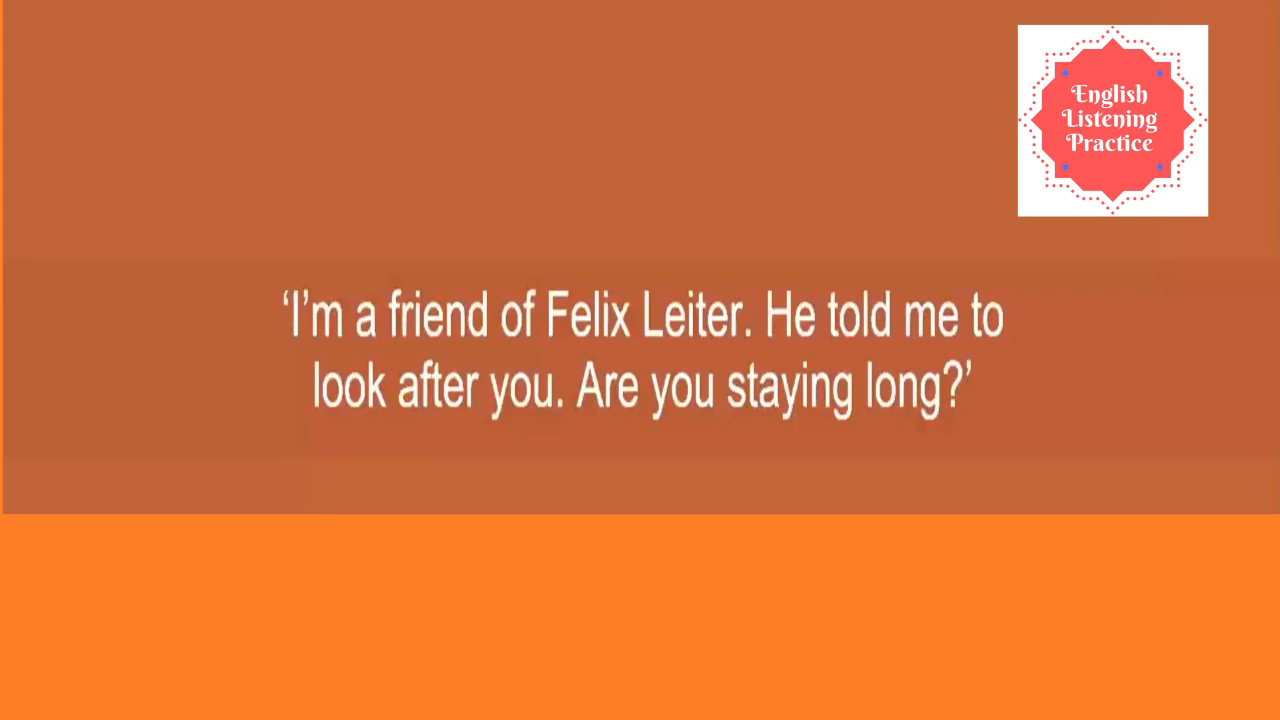 English
Listening
Practice
‘I’m a friend of Felix Leiter. He told me to
look after you. Are you staying long?’